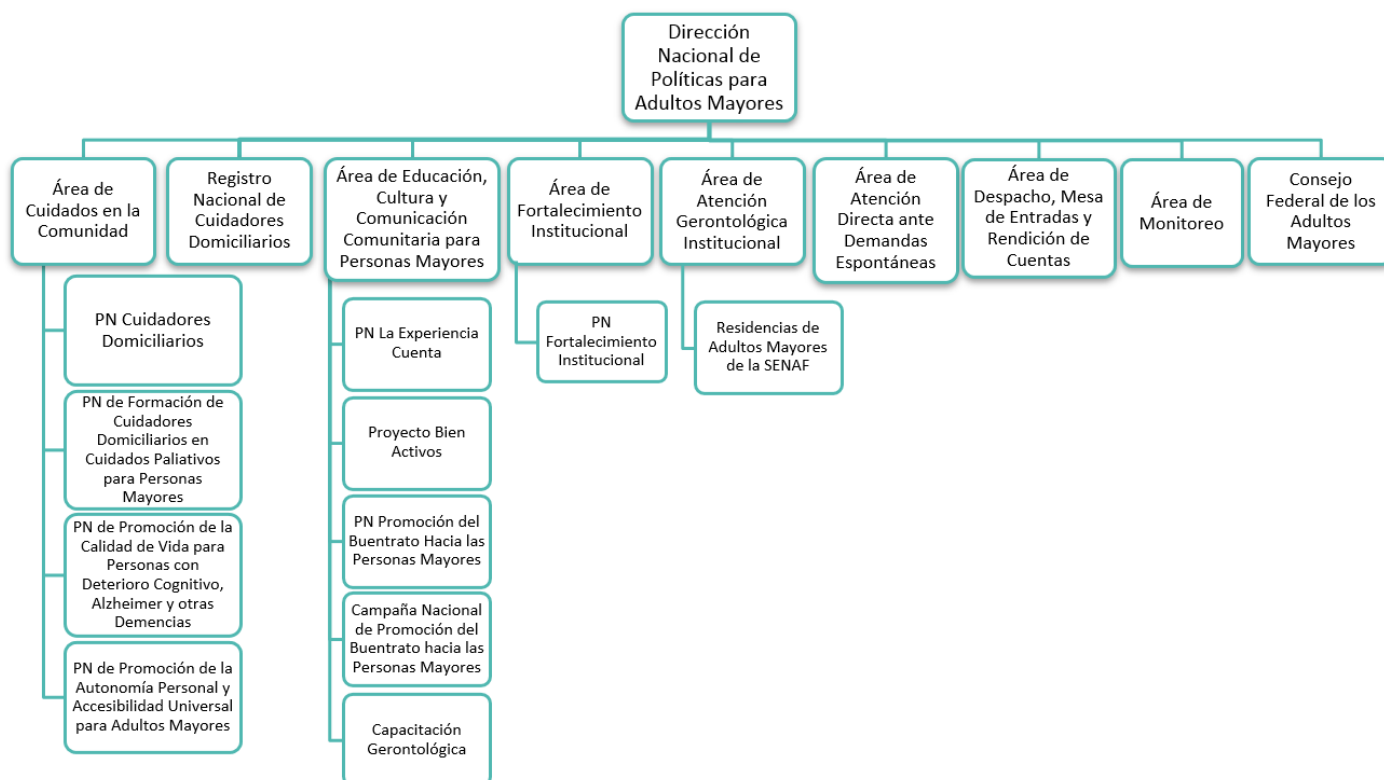 Dirección
Nacional de
Políticas para
Adultos Mayores
Área de
Cuidados en la
Comunidad
Registro
Nacional de
Cuidadores
Domiciliarios
Área de Educación,
Cultura y
Comunicación
Comunitaria para
Personas Mayores
Área de
Fortalecimiento
Institucional
Área de
Atención
Gerontológica
Institucional
Área de
Atención
Directa ante
Demandas
Espontáneas
Área de
Despacho, Mesa
de Entradas y
Rendición de
Cuentas
Área de
Monitoreo
Consejo
Federal de los
Adultos
Mayores
PN Cuidadores
Domiciliarios
PN de Formación de
Cuidadores
Domiciliarios en
Cuidados Paliativos
para Personas
Mayores
PN de Promoción de la
Calidad de Vida para
Personas con
Deterioro Cognitivo,
Alzheimer y otras
Demencias
PN de Promoción de la
Autonomía Personal y
Accesibilidad Universal
para Adultos Mayores
PN La Experiencia
Cuenta
Proyecto Bien
Activos
PN Promoción del
Buentrato Hacia las
Personas Mayores
Campaña Nacional
de Promoción del
Buentrato hacia las
Personas Mayores
Capacitación
Gerontológica
PN
Fortalecimiento
Institucional
Residencias de
Adultos Mayores
de la SENAF